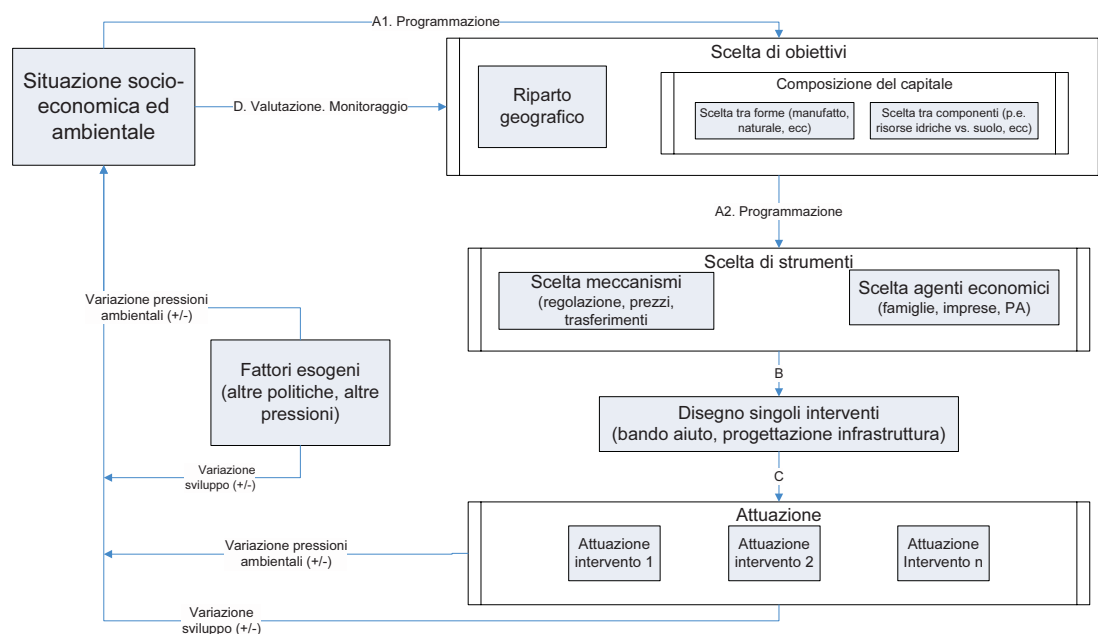 A1. Programmazione
Situazione socio-
economica ed
ambientale
D. Valutazione. Monitoraggio
Scelta di obiettivi
Riparto
geografico
Composizione del capitale
Scelta tra forme (manufatto,
naturale, ecc)
Scelta tra componenti (p.e.
risorse idriche vs. suolo, ecc)
A2. Programmazione
Scelta di strumenti
Scelta meccanismi
(regolazione, prezzi,
trasferimenti
Scelta agenti economici
(famiglie, imprese, PA)
Variazione pressioni
ambientali (+/-)
Fattori esogeni
(altre politiche, altre
pressioni)
Variazione
sviluppo (+/-)
B
Disegno singoli interventi
(bando aiuto, progettazione infrastruttura)
C
Attuazione
Attuazione
intervento 1
Attuazione
intervento 2
Attuazione
Intervento n
Variazione pressioni
ambientali (+/-)
Variazione
sviluppo (+/-)